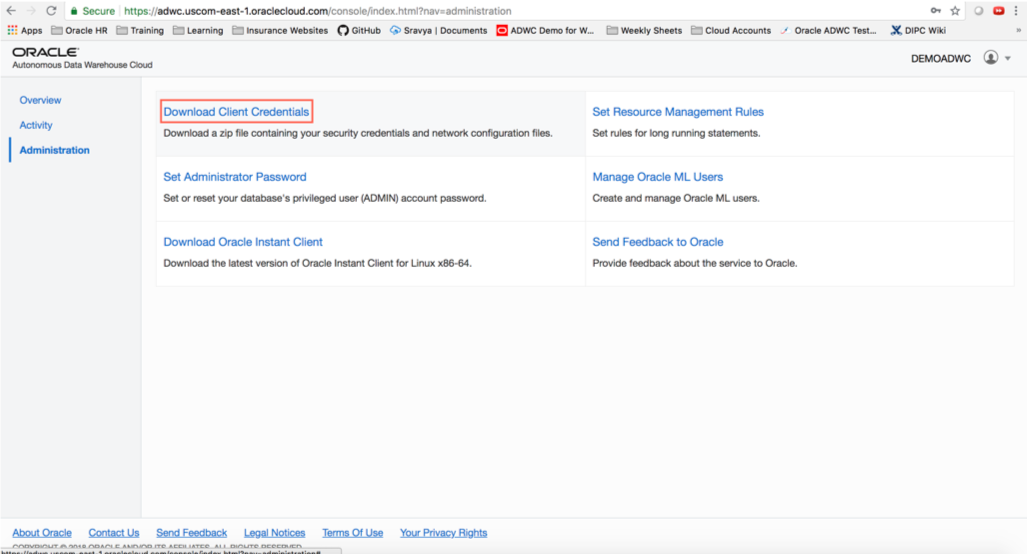 Secure https://adwc.uscom-east-1.oraclecloud.com/console/index.html?nav=administration
Apps Oracle HR Training Learning Insurance Websites GitHub Sravya | Documents ADWC Demo for W... Weekly Sheets Cloud Accounts Oracle ADWC Test... DIPC Wiki »
ORACLE
Autonomous Data Warehouse Cloud
DEMOADWC
Overview
Activity
Administration
Download Client Credentials
Download a zip file containing your security credentials and network configuration files.
Set Resource Management Rules
Set rules for long running statements.
Set Administrator Password
Set or reset your database's privileged user (ADMIN) account password.
Manage Oracle ML Users
Create and manage Oracle ML users.
Download Oracle Instant Client
Download the latest version of Oracle Instant Client for Linux x86-64.
Send Feedback to Oracle
Provide feedback about the service to Oracle.
About Oracle Contact Us Send Feedback Legal Notices Terms Of Use Your Privacy Rights
COPYRIGHT © 2018 ORACLE AND/OR ITS AFFILIATES. ALL RIGHTS RESERVED.
https://adwc.uscom-east-1.oraclecloud.com/console/index.html?nav=administration#